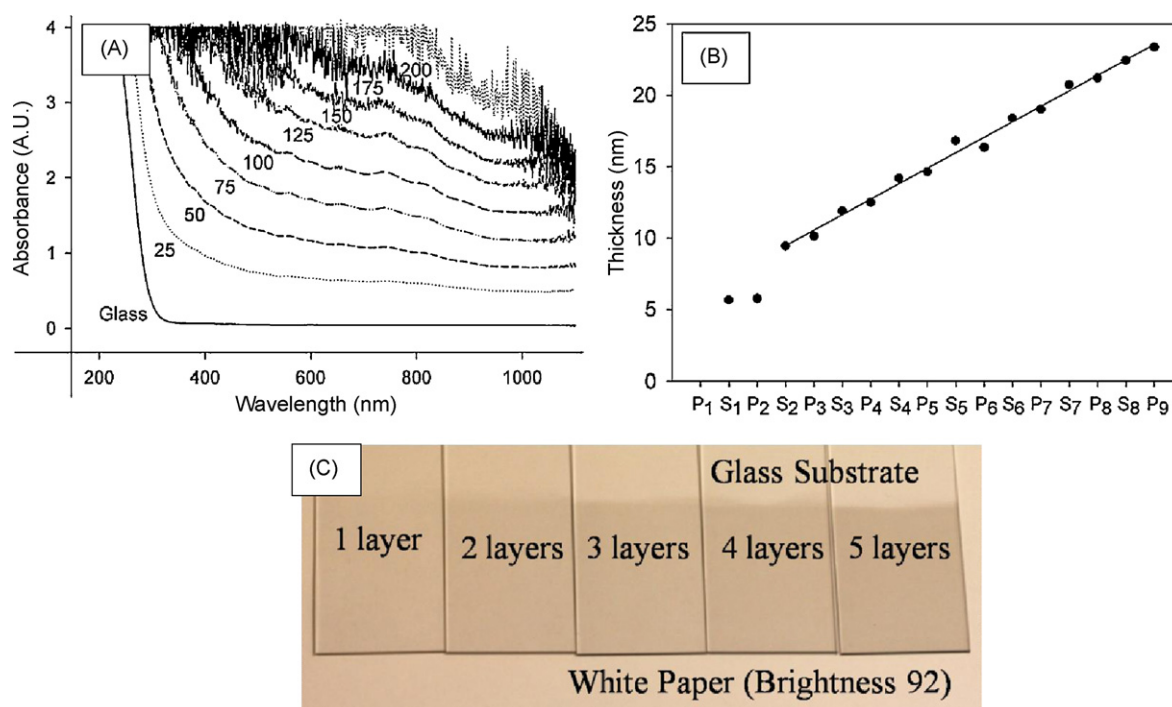 (A)
Absorbance (A.U.)
4
3
2
1
0
200
175
150
125
100
75
50
25
Glass
200 400 600 800 1000
Wavelength (nm)
(B)
Thickness (nm)
25
20
15
10
5
0
P1 S1 P2 S2 P3 S3 P4 S4 P5 S5 P6 S6 P7 S7 P8 S8 P9
(C)
Glass Substrate
1 layer 2 layers 3 layers 4 layers 5 layers
White Paper (Brightness 92)